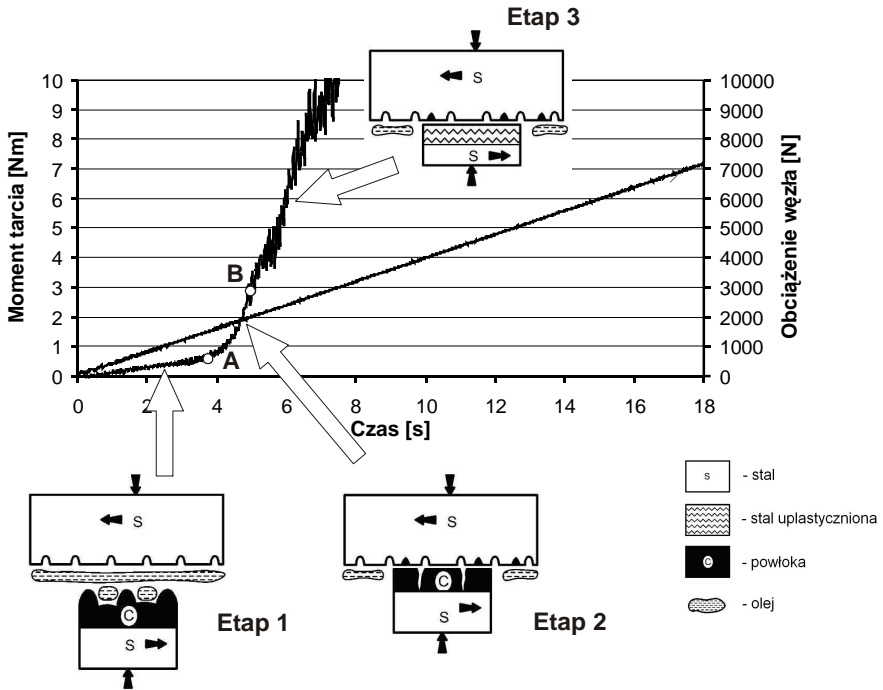 Etap 3
S
S
10
9
8
7
6
5
4
3
2
1
0
Moment tarcia [Nm]
10000
9000
8000
7000
6000
5000
4000
3000
2000
1000
0
Obciążenie węzła [N]
B
A
0 2 4 6 8 10 12 14 16 18
Czas [s]
S
C
S
Etap 1
S
C
S
Etap 2
S - stal
- stal uplastyczniona
C - powłoka
- olej